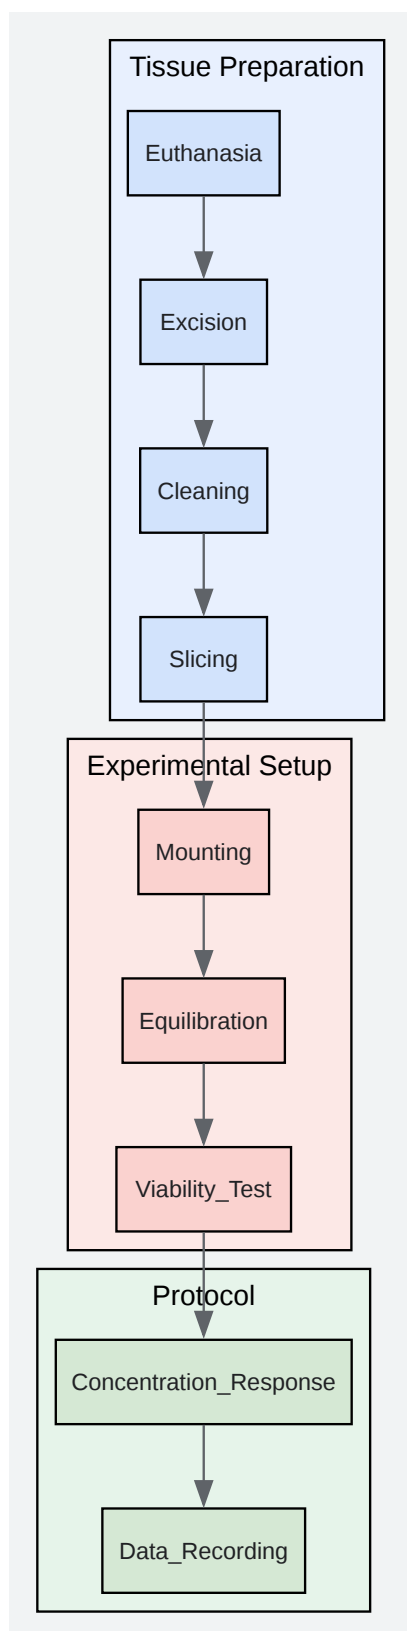 Tissue Preparation
Euthanasia
Excision
Cleaning
Slicing
Experimental Setup
Mounting
Equilibration
Viability_Test
Protocol
Concentration_Response
Data_Recording